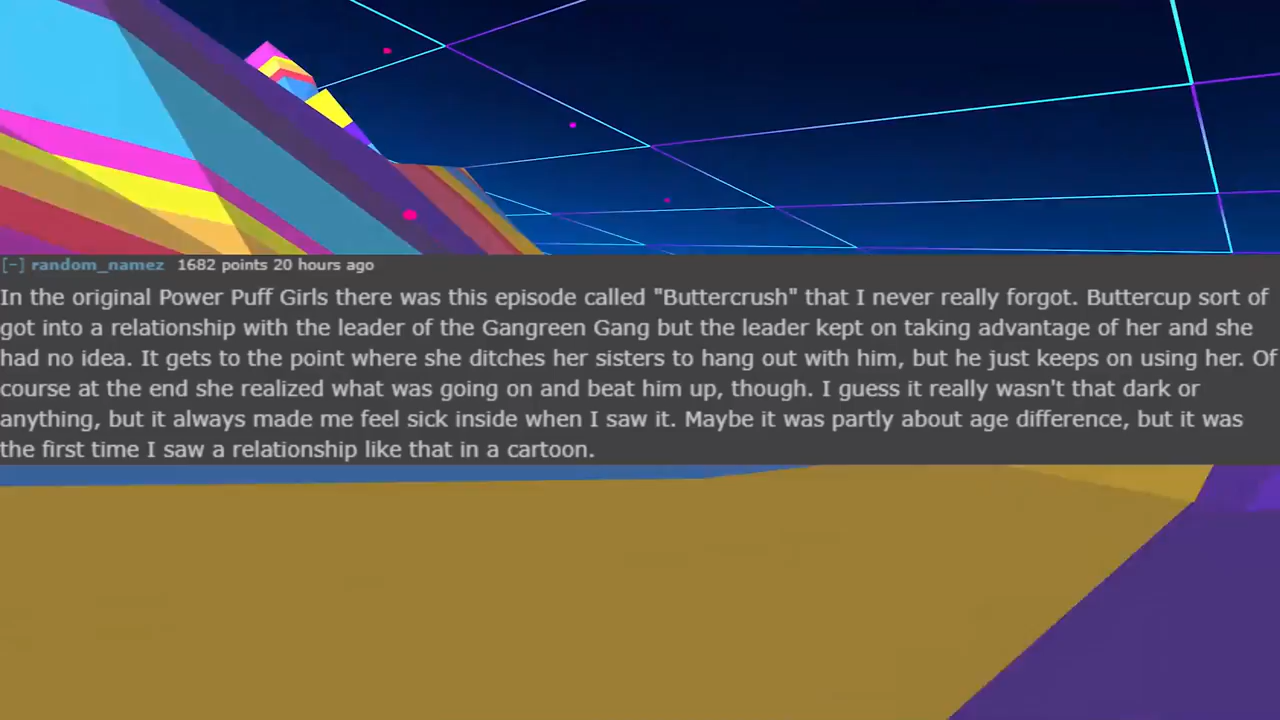 [-] random_namez 1682 points 20 hours ago
In the original Power Puff Girls there was this episode called "Buttercrush" that I never really forgot. Buttercup sort of
got into a relationship with the leader of the Gangreen Gang but the leader kept on taking advantage of her and she
had no idea. It gets to the point where she ditches her sisters to hang out with him, but he just keeps on using her. Of
course at the end she realized what was going on and beat him up, though. I guess it really wasn't that dark or
anything, but it always made me feel sick inside when I saw it. Maybe it was partly about age difference, but it was
the first time I saw a relationship like that in a cartoon.